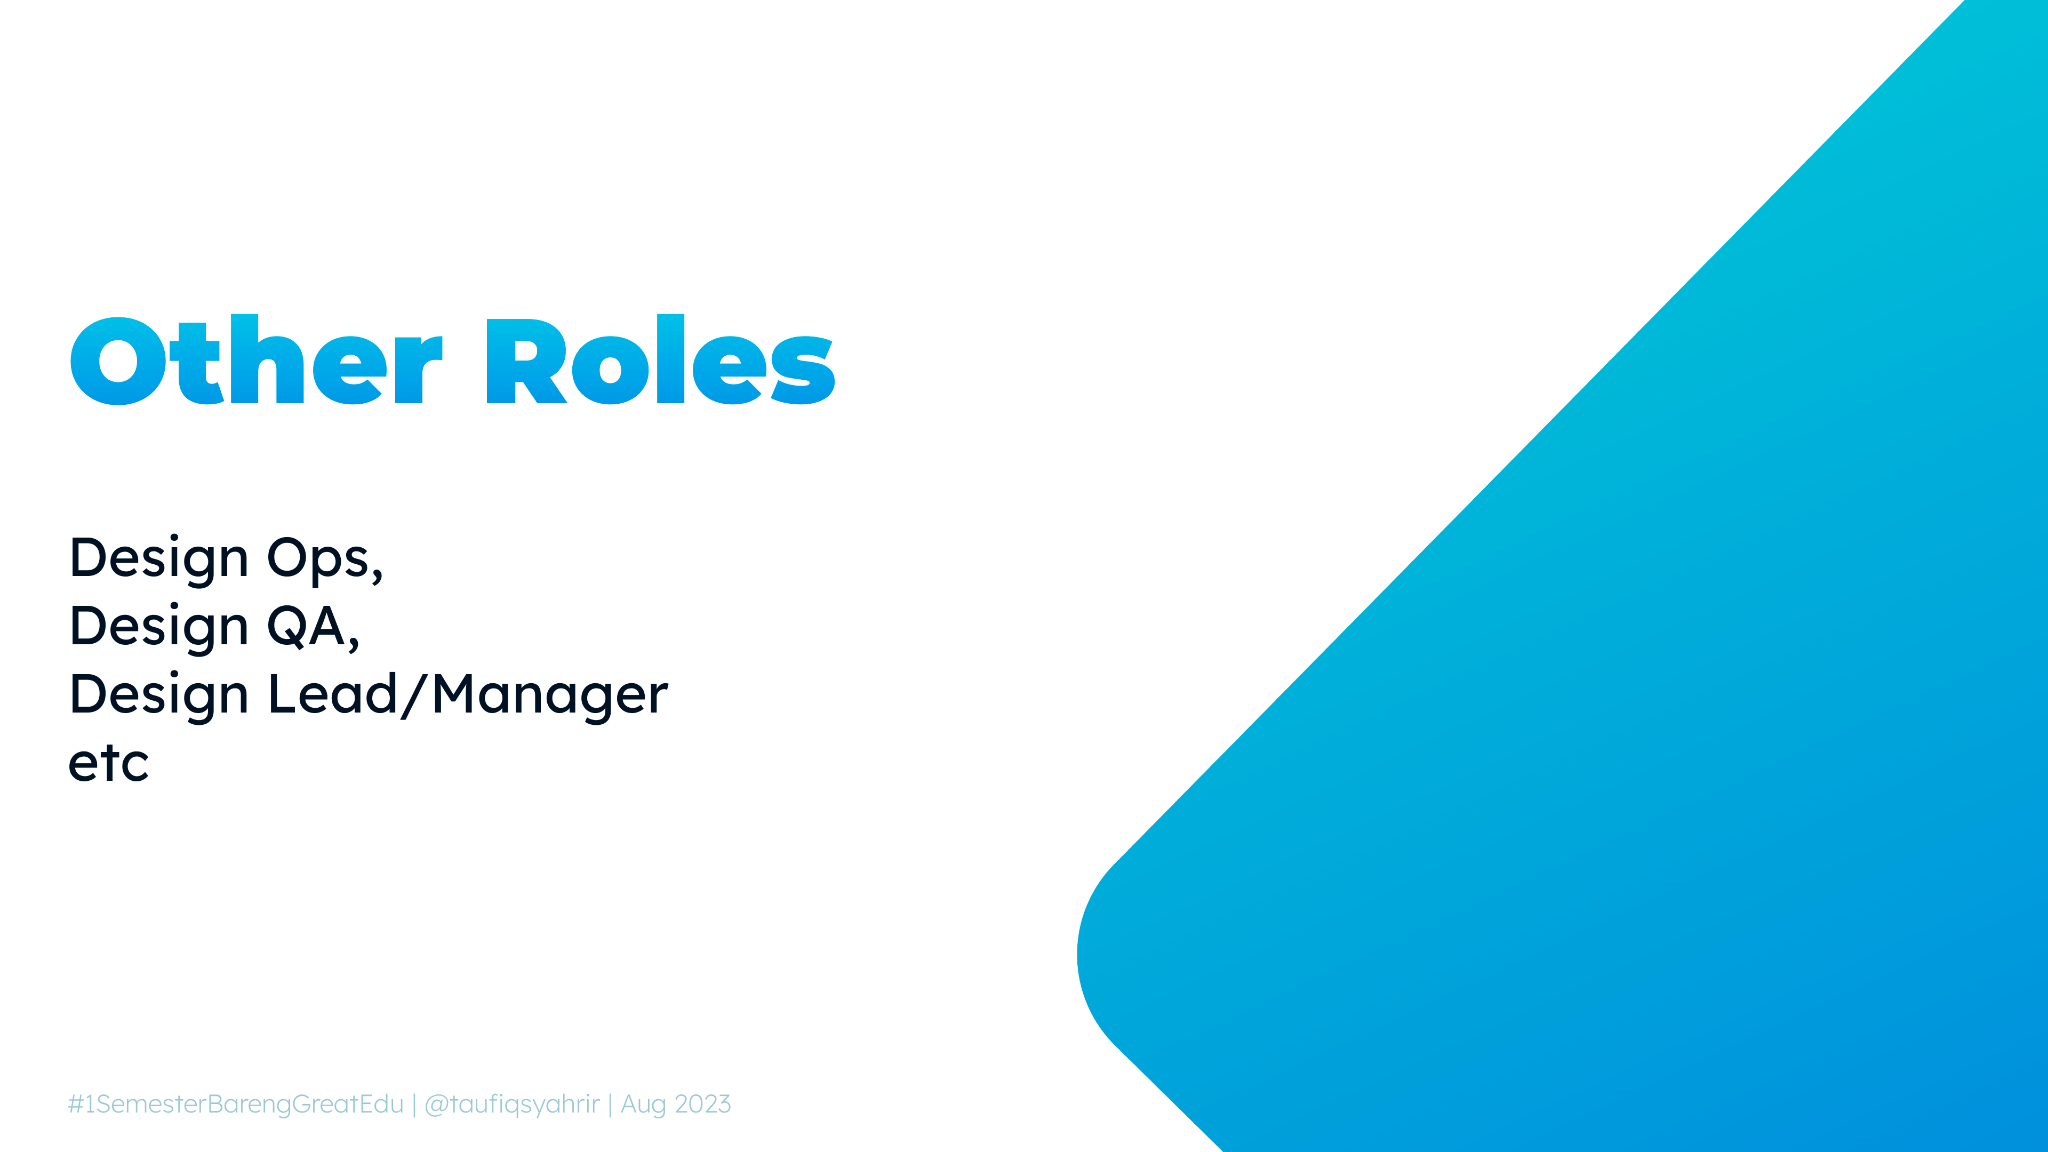 Other Roles
Design Ops,
Design QA,
Design Lead/Manager
etc
#1SemesterBarengGreatEdu | @taufiqsyahrir | Aug 2023